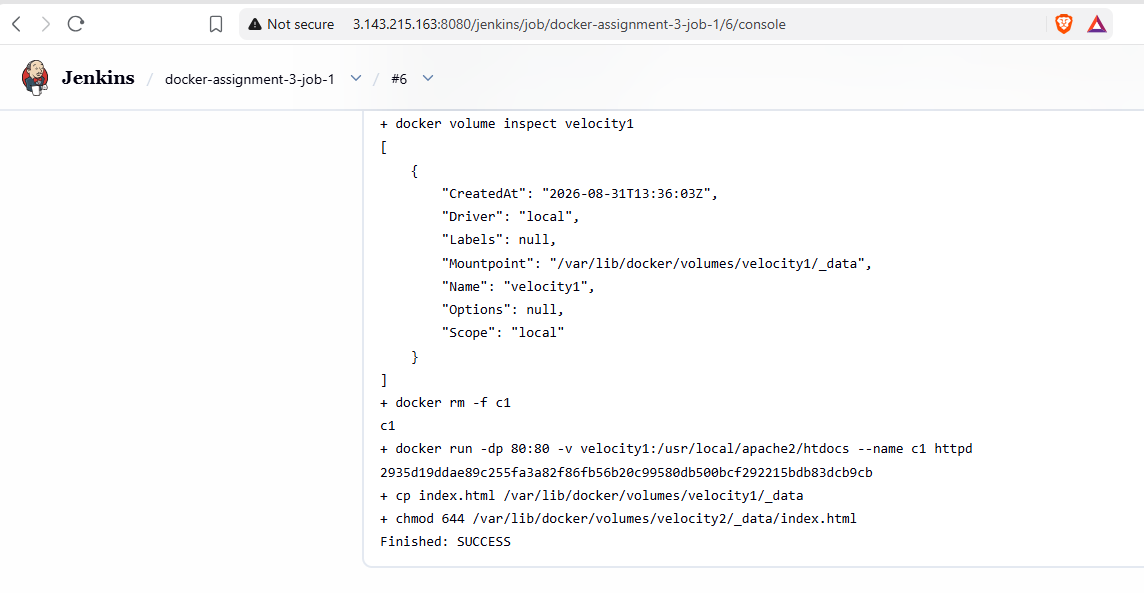 Not secure 3.143.215.163:8080/jenkins/job/docker-assignment-3-job-1/6/console
Jenkins / docker-assignment-3-job-1 / #6
+ docker volume inspect velocity1
[
    {
        "CreatedAt": "2026-08-31T13:36:03Z",
        "Driver": "local",
        "Labels": null,
        "Mountpoint": "/var/lib/docker/volumes/velocity1/_data",
        "Name": "velocity1",
        "Options": null,
        "Scope": "local"
    }
]
+ docker rm -f c1
c1
+ docker run -dp 80:80 -v velocity1:/usr/local/apache2/htdocs --name c1 httpd
2935d19ddae89c255fa3a82f86fb56b20c99580db500bcf292215bdb83dcb9cb
+ cp index.html /var/lib/docker/volumes/velocity1/_data
+ chmod 644 /var/lib/docker/volumes/velocity2/_data/index.html
Finished: SUCCESS